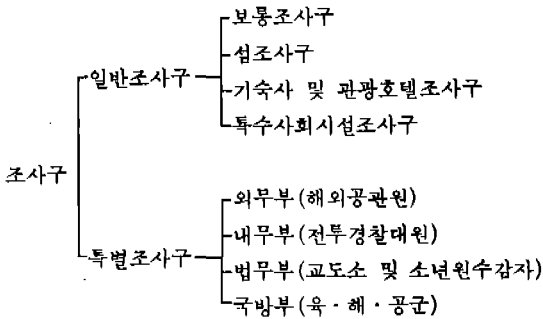 보통조사구
섬조사구
일반조사구
기숙사 및 관광호텔조사구
특수사회시설조사구
조사구
외무부(해외공관원)
내무부(전투경찰대원)
특별조사구
법무부(교도소 및 소년원수감자)
국방부(육·해·공군)